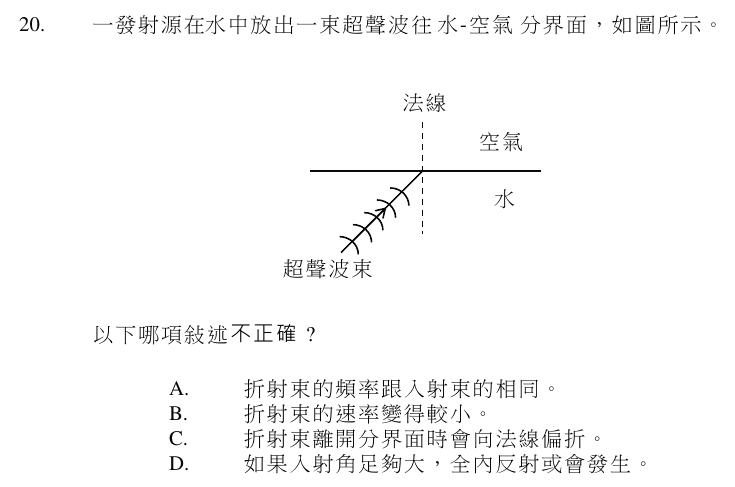 20. 一發射源在水中放出一束超聲波往 水-空氣 分界面，如圖所示。
法線
空氣
水
超聲波束
以下哪項敍述不正確？
A. 折射束的頻率跟入射束的相同。
B. 折射束的速率變得較小。
C. 折射束離開分界面時會向法線偏折。
D. 如果入射角足夠大，全內反射或會發生。